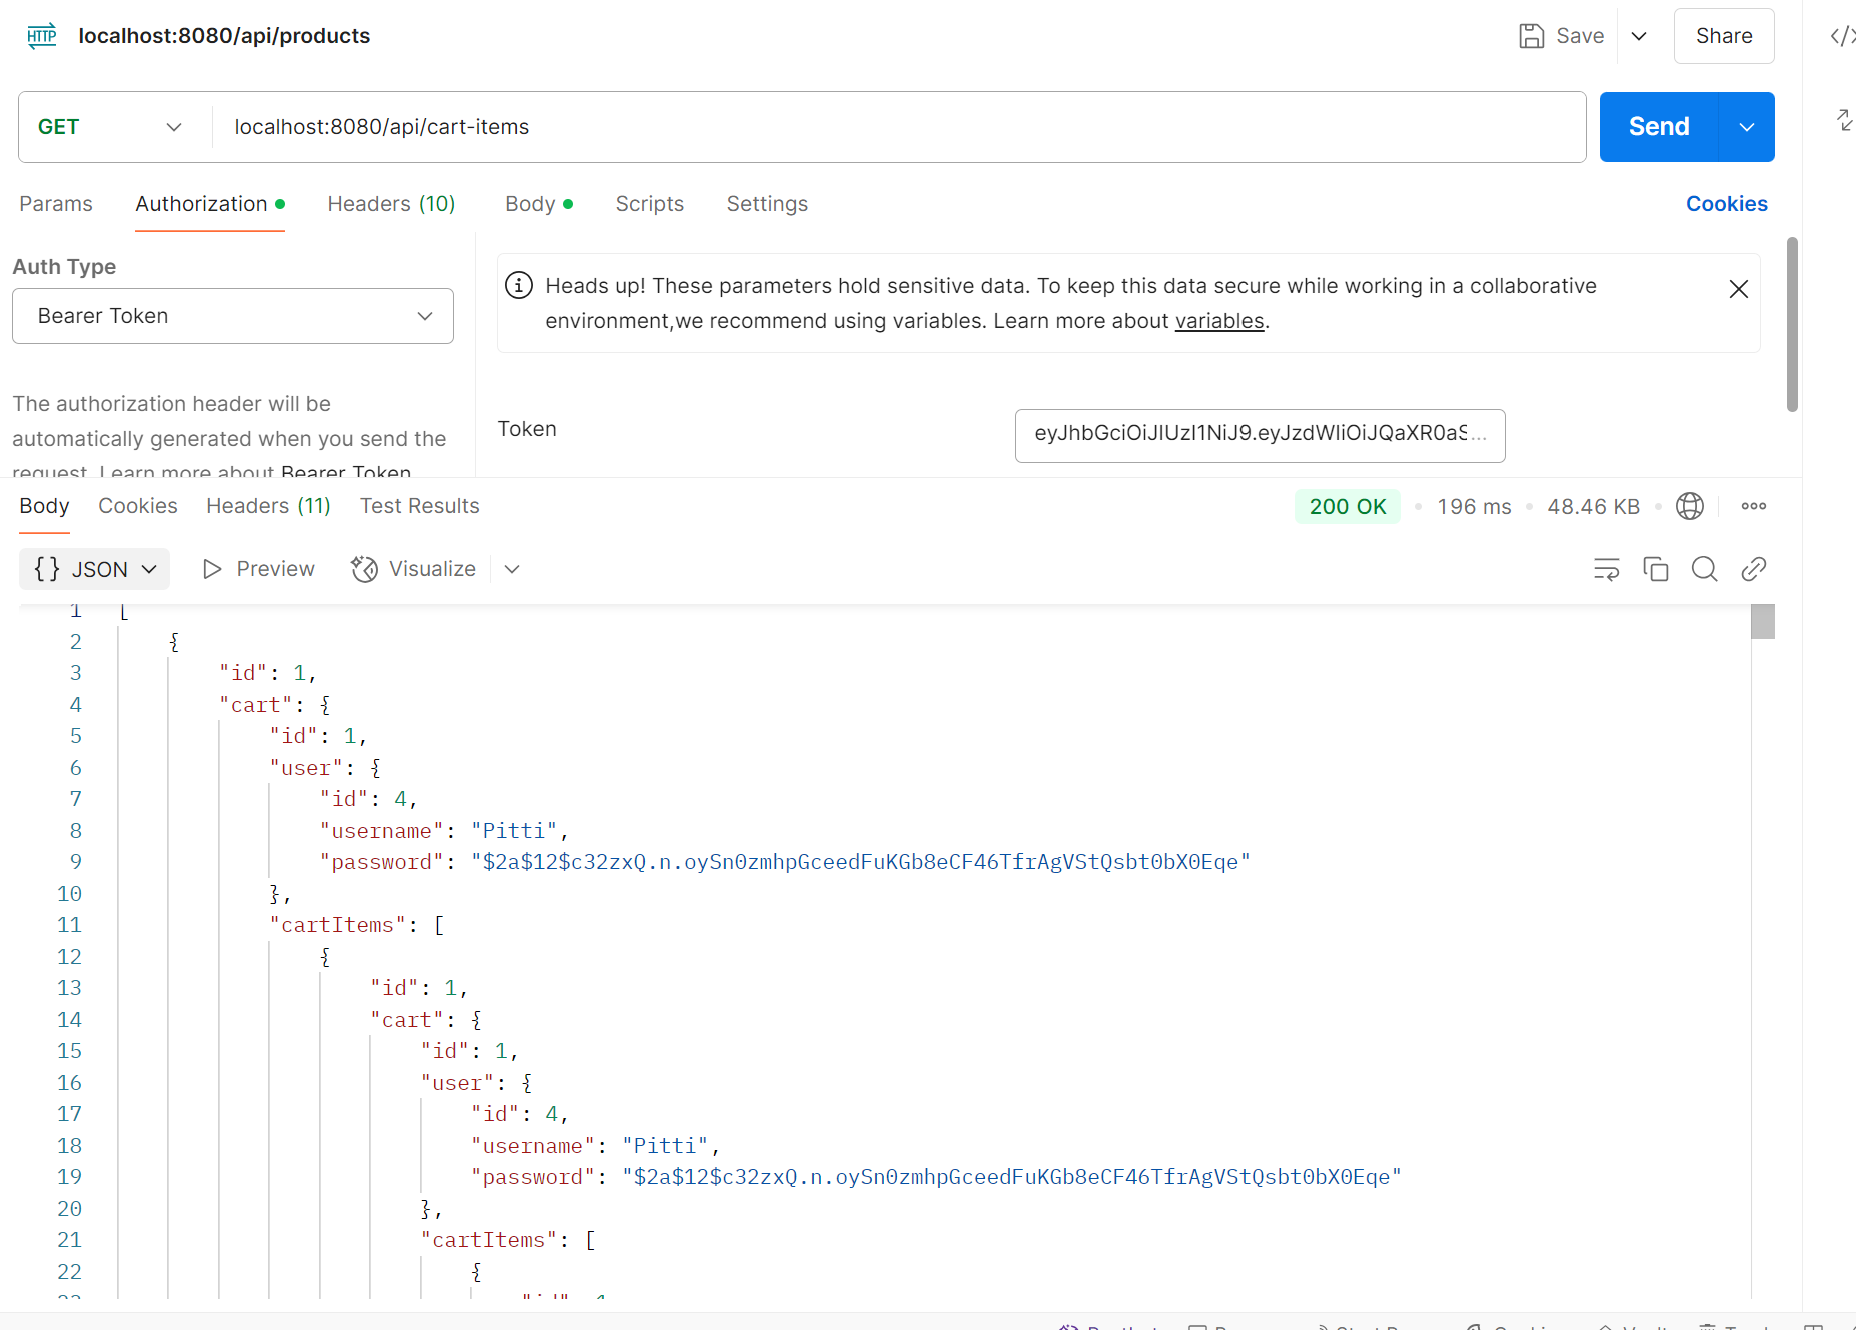 HTTP localhost:8080/api/products Save Share
GET localhost:8080/api/cart-items Send
Params Authorization Headers (10) Body Scripts Settings Cookies
Auth Type
Bearer Token
Heads up! These parameters hold sensitive data. To keep this data secure while working in a collaborative
environment,we recommend using variables. Learn more about variables.
The authorization header will be
automatically generated when you send the
request. Learn more about Bearer Token
Token eyJhbGciOiJIUzI1NiJ9.eyJzdWIiOiJQaXR0aS...
Body Cookies Headers (11) Test Results 200 OK 196 ms 48.46 KB
{} JSON Preview Visualize
1 [
2 {
3 "id": 1,
4 "cart": {
5 "id": 1,
6 "user": {
7 "id": 4,
8 "username": "Pitti",
9 "password": "$2a$12$c32zxQ.n.oySn0zmhpGceedFuKGb8eCF46TfrAgVStQsbt0bX0Eqe"
10 },
11 "cartItems": [
12 {
13 "id": 1,
14 "cart": {
15 "id": 1,
16 "user": {
17 "id": 4,
18 "username": "Pitti",
19 "password": "$2a$12$c32zxQ.n.oySn0zmhpGceedFuKGb8eCF46TfrAgVStQsbt0bX0Eqe"
20 },
21 "cartItems": [
22 {